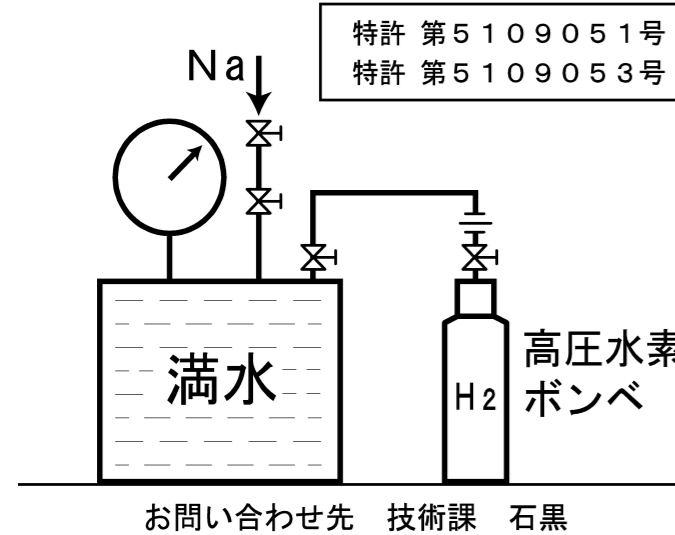 特許 第５１０９０５１号
特許 第５１０９０５３号
Na
満水
H2
高圧水素
ボンベ
お問い合わせ先　技術課　石黒